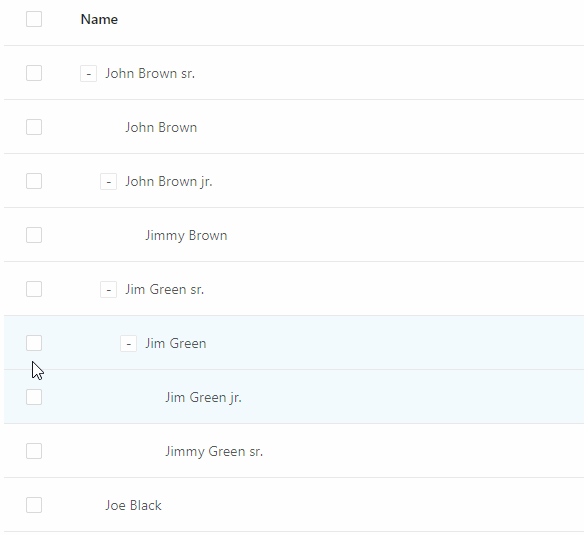 Name
- John Brown sr.
John Brown
- John Brown jr.
Jimmy Brown
- Jim Green sr.
- Jim Green
Jim Green jr.
Jimmy Green sr.
Joe Black